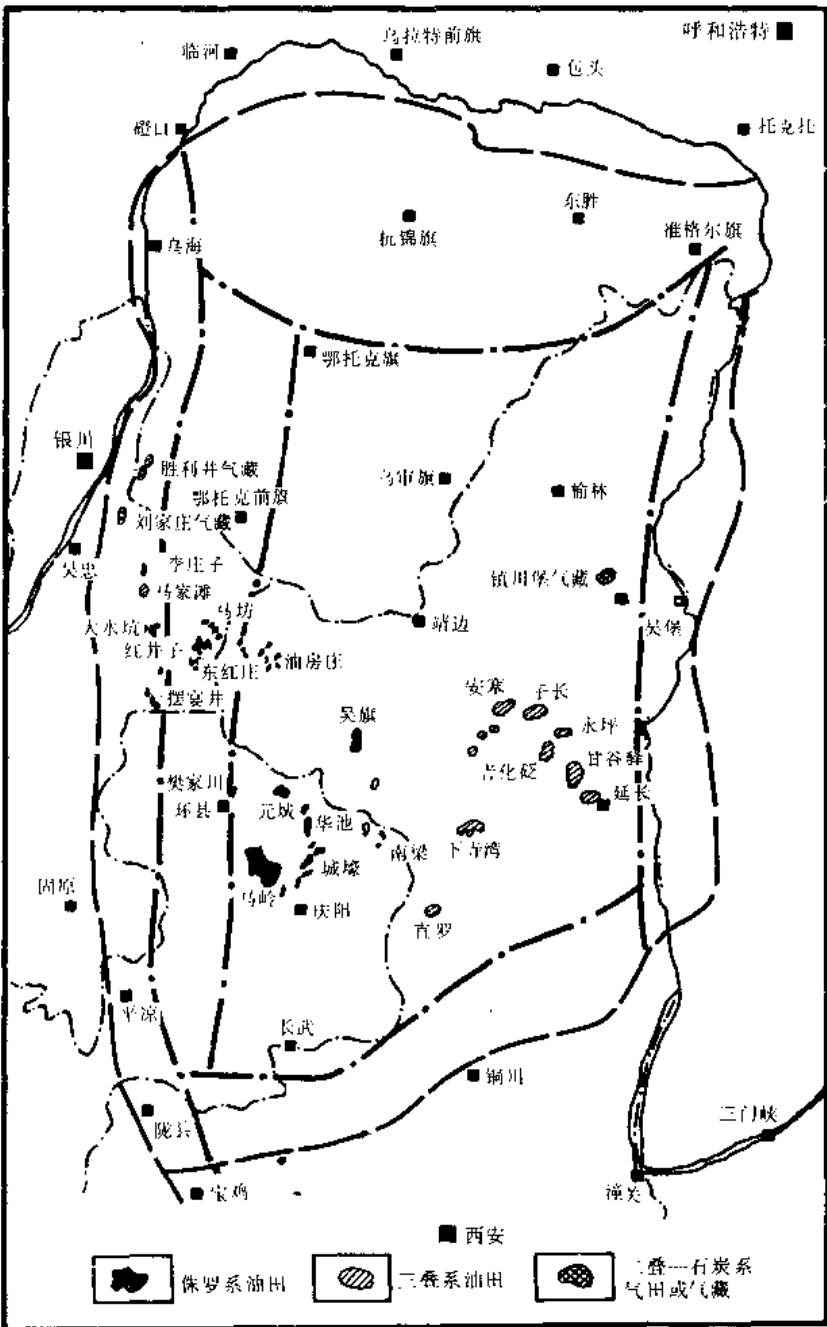 呼和浩特
临河
乌拉特前旗
包头
磴口
托克托
杭锦旗
东胜
准格尔旗
乌海
鄂托克旗
银川
胜利井气藏
鄂托克前旗
乌审旗
榆林
刘家庄气藏
吴忠
李庄子
马家滩
镇川堡气藏
吴堡
大水坑
马坊
红井子
东红庄
油房庄
靖边
摆宴井
安塞
子长
吴旗
永坪
青化砭
甘谷驿
樊家川
环县
元城
华池
延长
南梁
下寺湾
城壕
马岭
庆阳
直罗
固原
平凉
长武
铜川
陇县
三门峡
宝鸡
潼关
西安
侏罗系油田
三叠系油田
二叠—石炭系
气田或气藏